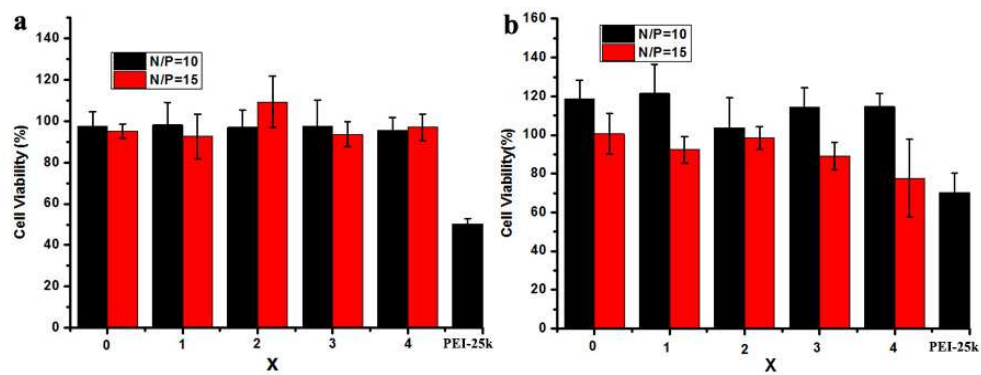 a
140
120
100
80
60
40
20
0
Cell Viability (%)
N/P=10
N/P=15
0 1 2 3 4 PEI-25k
X
b
160
140
120
100
80
60
40
20
0
Cell Viability(%)
N/P=10
N/P=15
0 1 2 3 4 PEI-25k
X